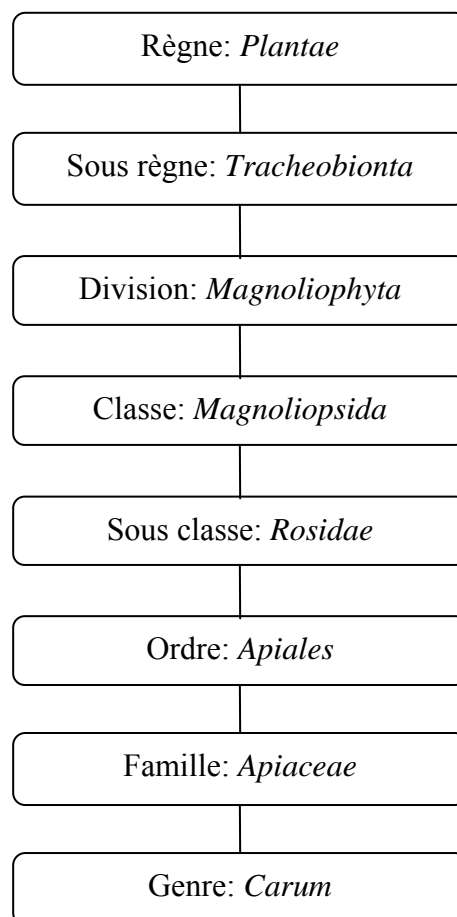 Règne: Plantae
Sous règne: Tracheobionta
Division: Magnoliophyta
Classe: Magnoliopsida
Sous classe: Rosidae
Ordre: Apiales
Famille: Apiaceae
Genre: Carum